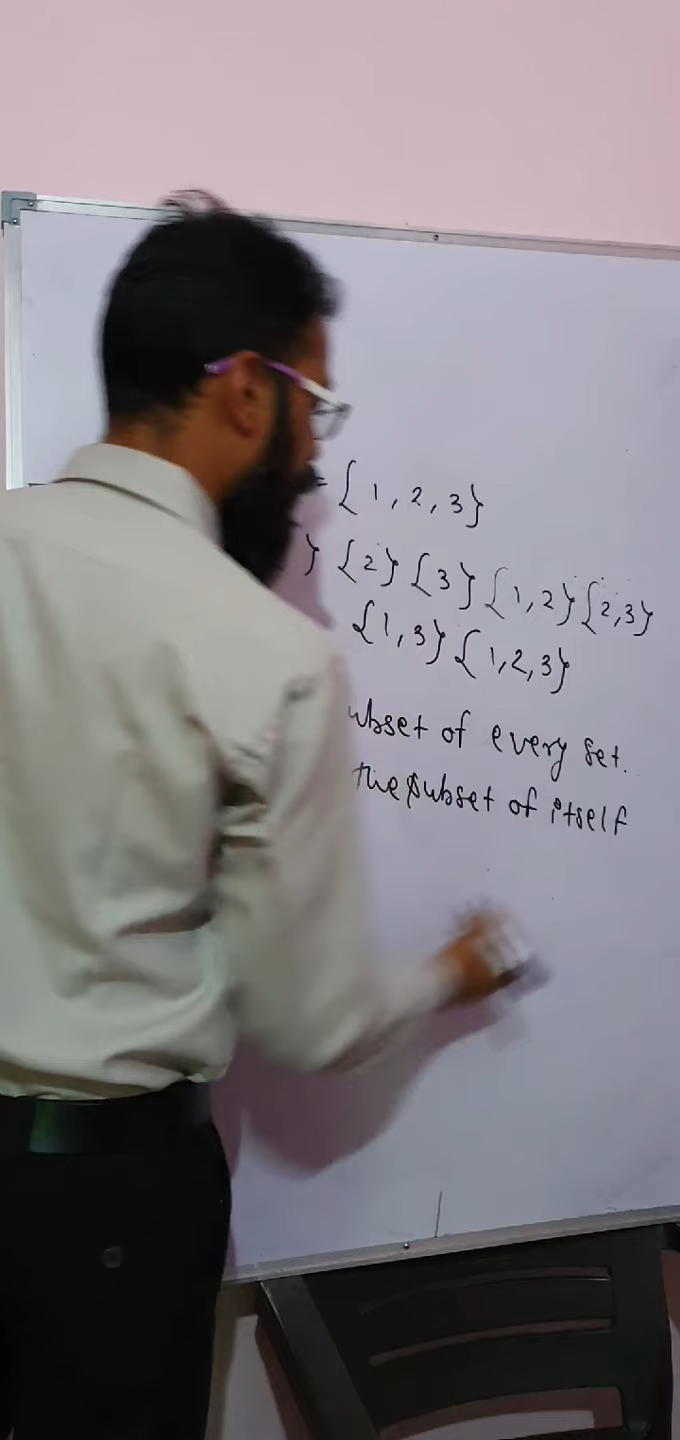 = { 1, 2, 3}
} {2} {3} {1,2} {2,3}
{1,3} {1,2,3}
ubset of every set.
the subset of itself